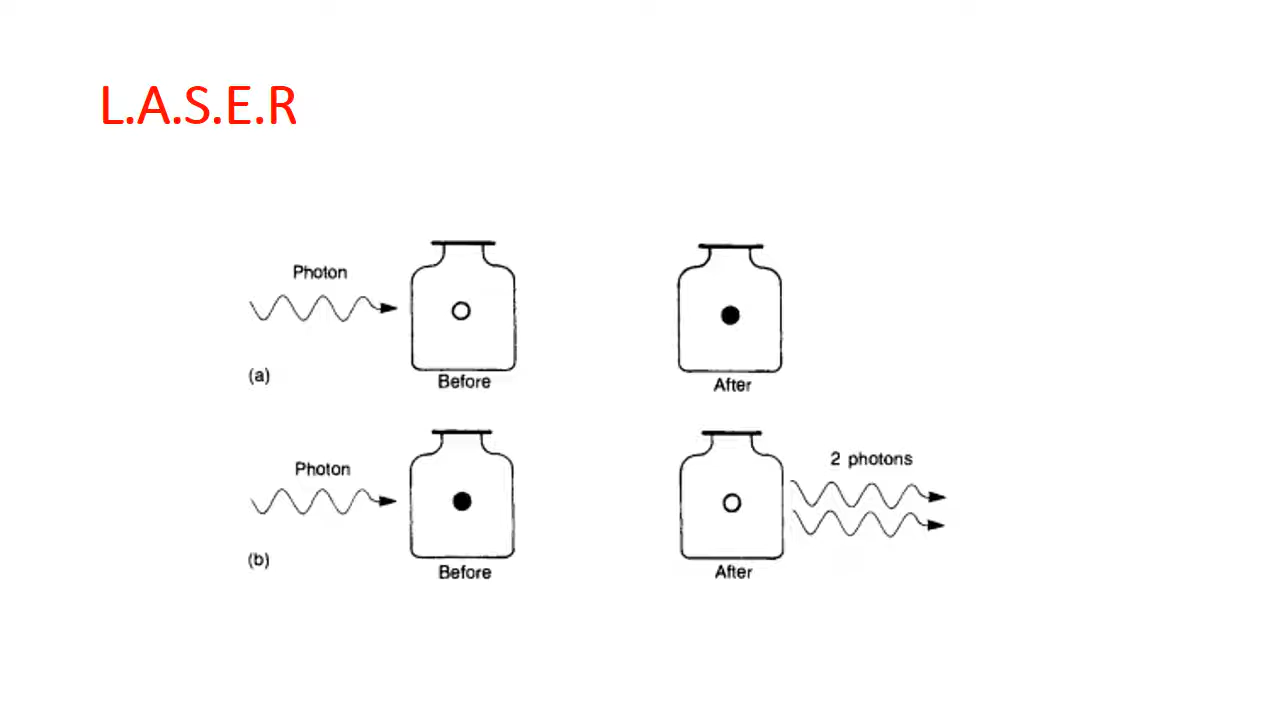 L.A.S.E.R
Photon
(a)
Before
After
Photon
2 photons
(b)
Before
After